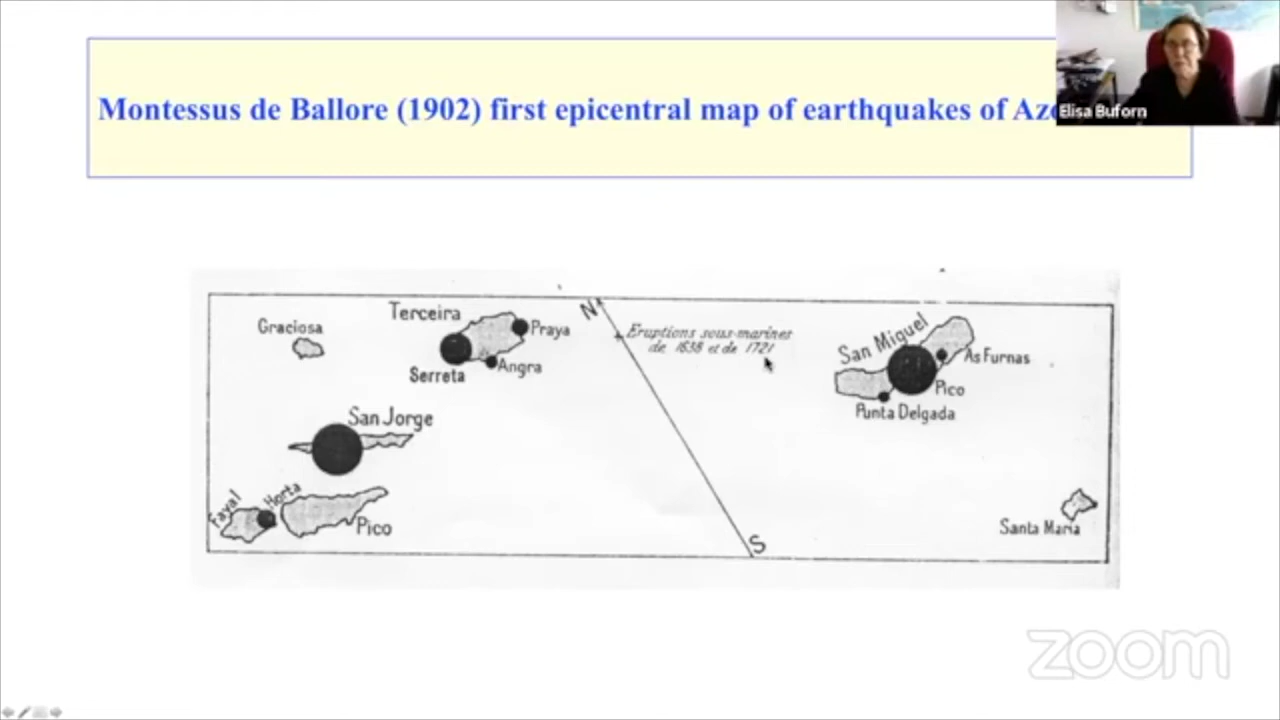 Montessus de Ballore (1902) first epicentral map of earthquakes of Az
Elisa Buforn
Graciosa
Terceira
Praya
Angra
Serreta
San Jorge
Fayal
Horta
Pico
N
Eruptions sous-marines
de 1638 et de 1721
S
San Miguel
As Furnas
Pico
Punta Delgada
Santa Maria
zoom